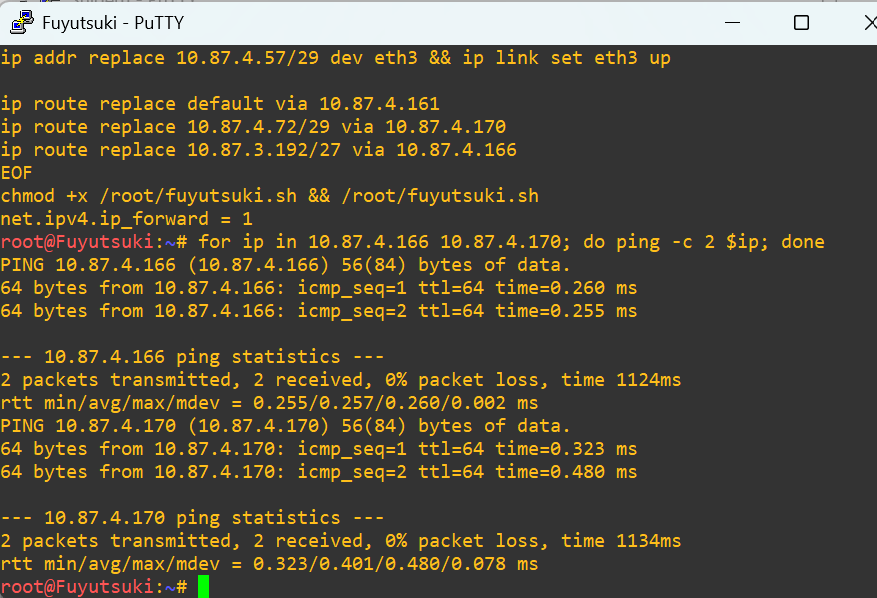 Fuyutsuki - PuTTY
ip addr replace 10.87.4.57/29 dev eth3 && ip link set eth3 up
ip route replace default via 10.87.4.161
ip route replace 10.87.4.72/29 via 10.87.4.170
ip route replace 10.87.3.192/27 via 10.87.4.166
EOF
chmod +x /root/fuyutsuki.sh && /root/fuyutsuki.sh
net.ipv4.ip_forward = 1
root@Fuyutsuki:~# for ip in 10.87.4.166 10.87.4.170; do ping -c 2 $ip; done
PING 10.87.4.166 (10.87.4.166) 56(84) bytes of data.
64 bytes from 10.87.4.166: icmp_seq=1 ttl=64 time=0.260 ms
64 bytes from 10.87.4.166: icmp_seq=2 ttl=64 time=0.255 ms
--- 10.87.4.166 ping statistics ---
2 packets transmitted, 2 received, 0% packet loss, time 1124ms
rtt min/avg/max/mdev = 0.255/0.257/0.260/0.002 ms
PING 10.87.4.170 (10.87.4.170) 56(84) bytes of data.
64 bytes from 10.87.4.170: icmp_seq=1 ttl=64 time=0.323 ms
64 bytes from 10.87.4.170: icmp_seq=2 ttl=64 time=0.480 ms
--- 10.87.4.170 ping statistics ---
2 packets transmitted, 2 received, 0% packet loss, time 1134ms
rtt min/avg/max/mdev = 0.323/0.401/0.480/0.078 ms
root@Fuyutsuki:~#